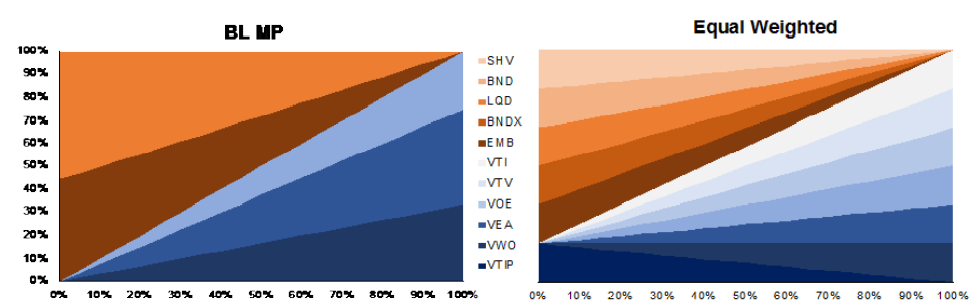 BL MP
Equal Weighted
100%
90%
80%
70%
60%
50%
40%
30%
20%
10%
0%
0% 10% 20% 30% 40% 50% 60% 70% 80% 90% 100%
SHV
BND
LQD
BNDX
EMB
VTI
VTV
VOE
VEA
VWO
VTIP
0% 10% 20% 30% 40% 50% 60% 70% 80% 90% 100%